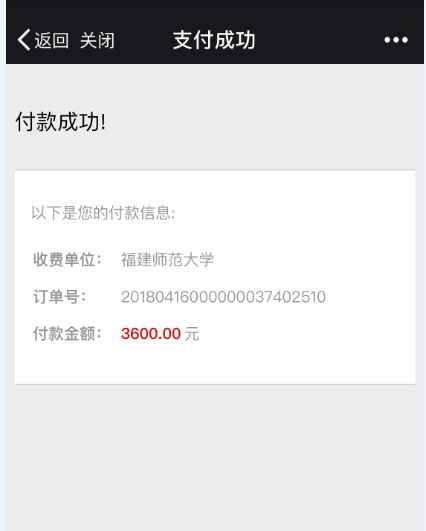 返回 关闭 支付成功
付款成功!
以下是您的付款信息:
收费单位: 福建师范大学
订单号: 20180416000000037402510
付款金额: 3600.00 元